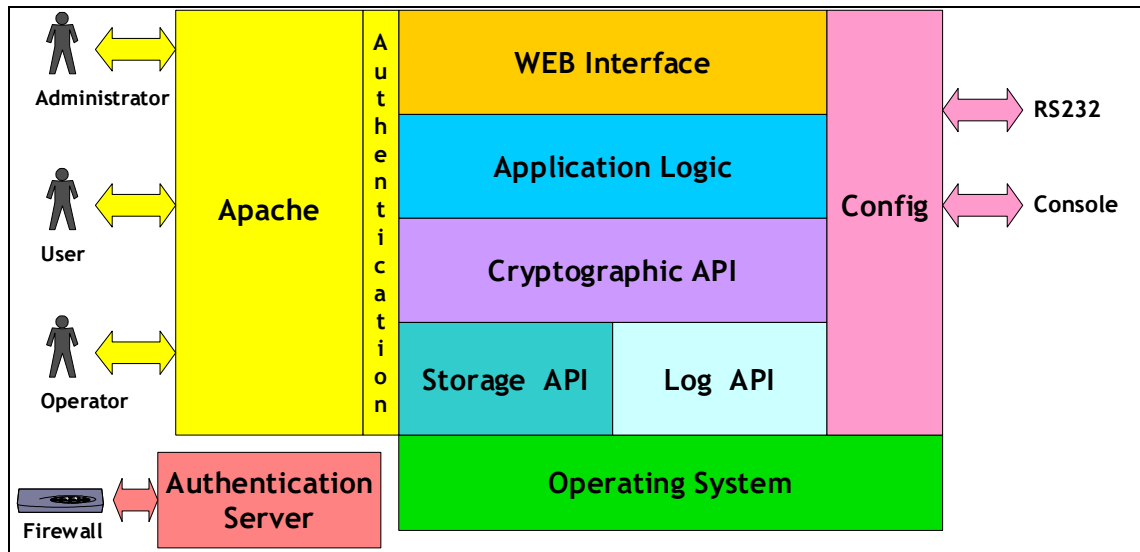 Administrator
User
Operator
Firewall
Apache
Authentication
WEB Interface
Application Logic
Cryptographic API
Storage API
Log API
Config
RS232
Console
Authentication
Server
Operating System